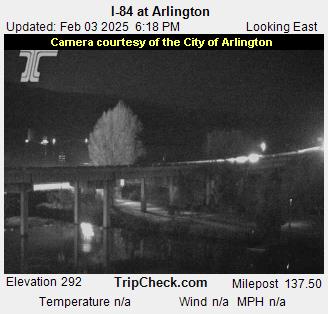 I-84 at Arlington
Updated: Feb 03 2025 6:18 PM Looking East
Camera courtesy of the City of Arlington
Elevation 292 TripCheck.com Milepost 137.50
Temperature n/a Wind n/a MPH n/a